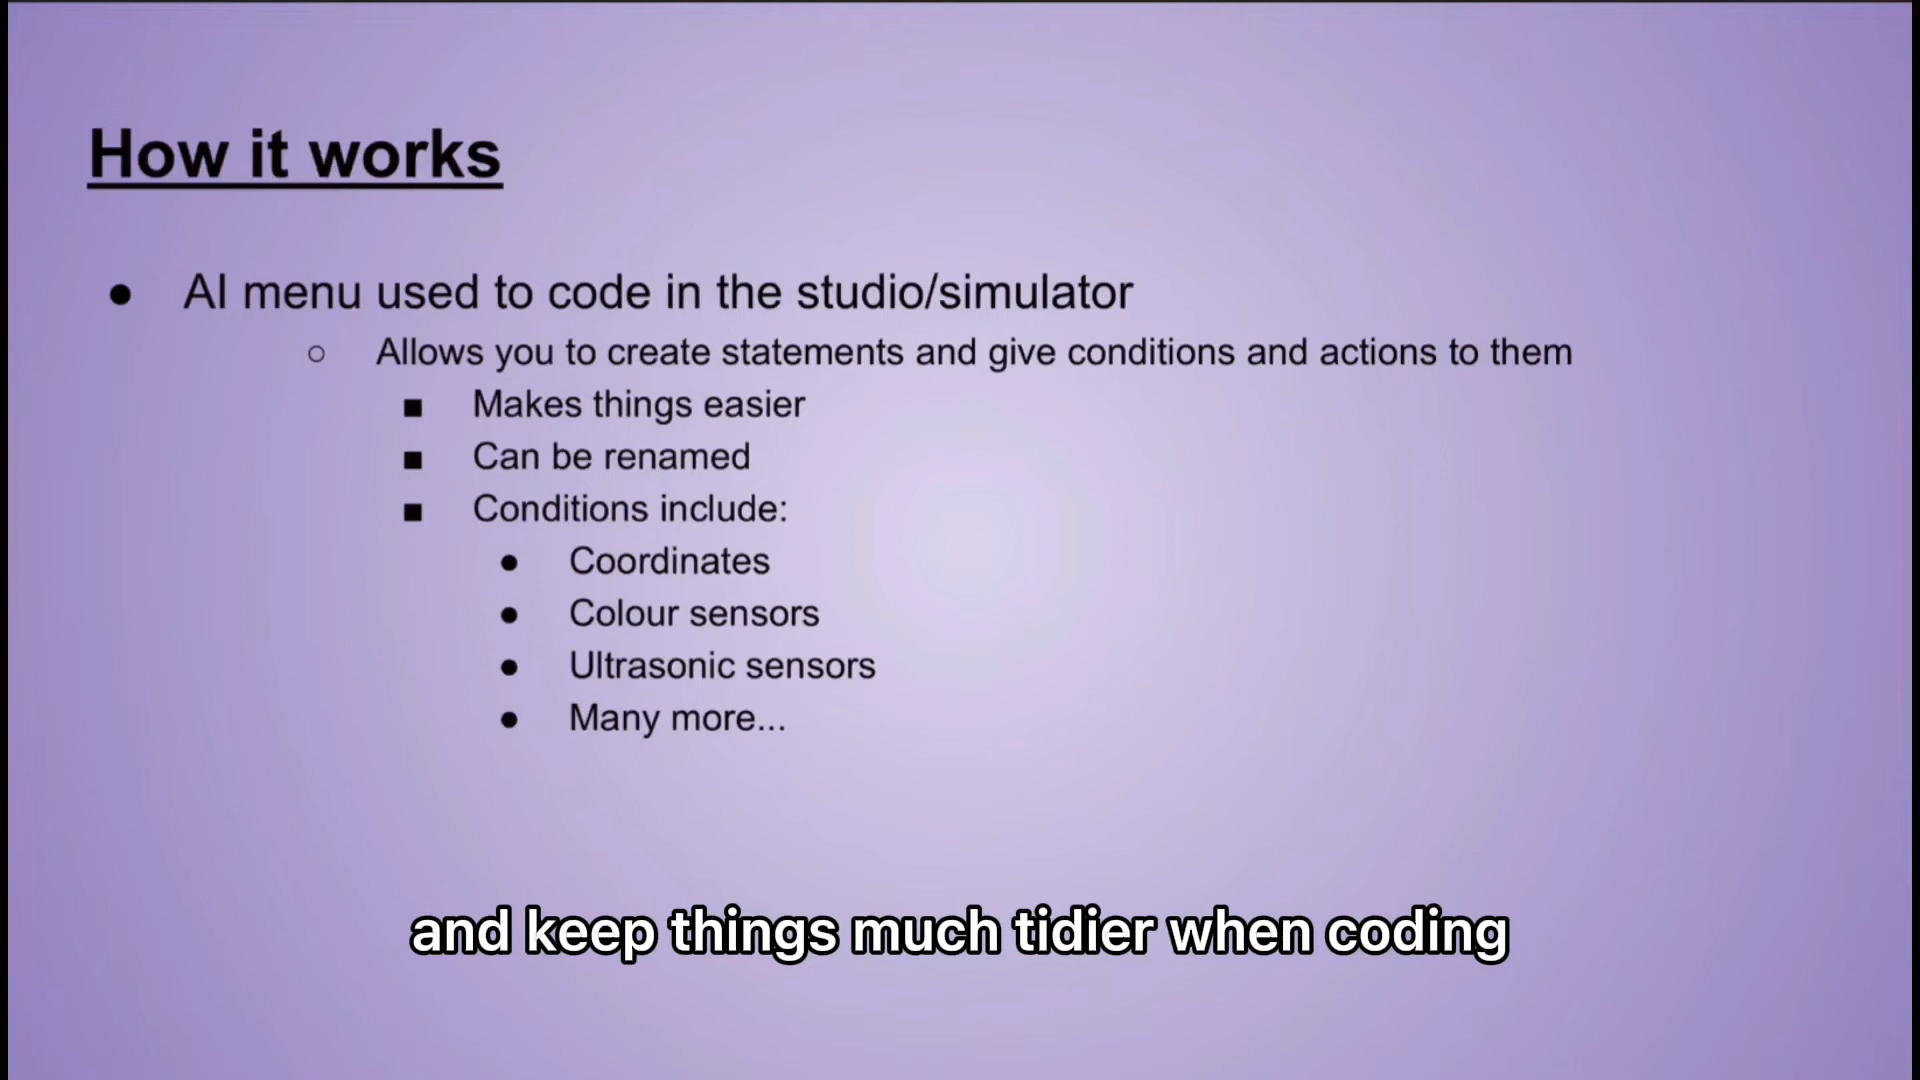 How it works
● AI menu used to code in the studio/simulator
○ Allows you to create statements and give conditions and actions to them
■ Makes things easier
■ Can be renamed
■ Conditions include:
● Coordinates
● Colour sensors
● Ultrasonic sensors
● Many more...
and keep things much tidier when coding